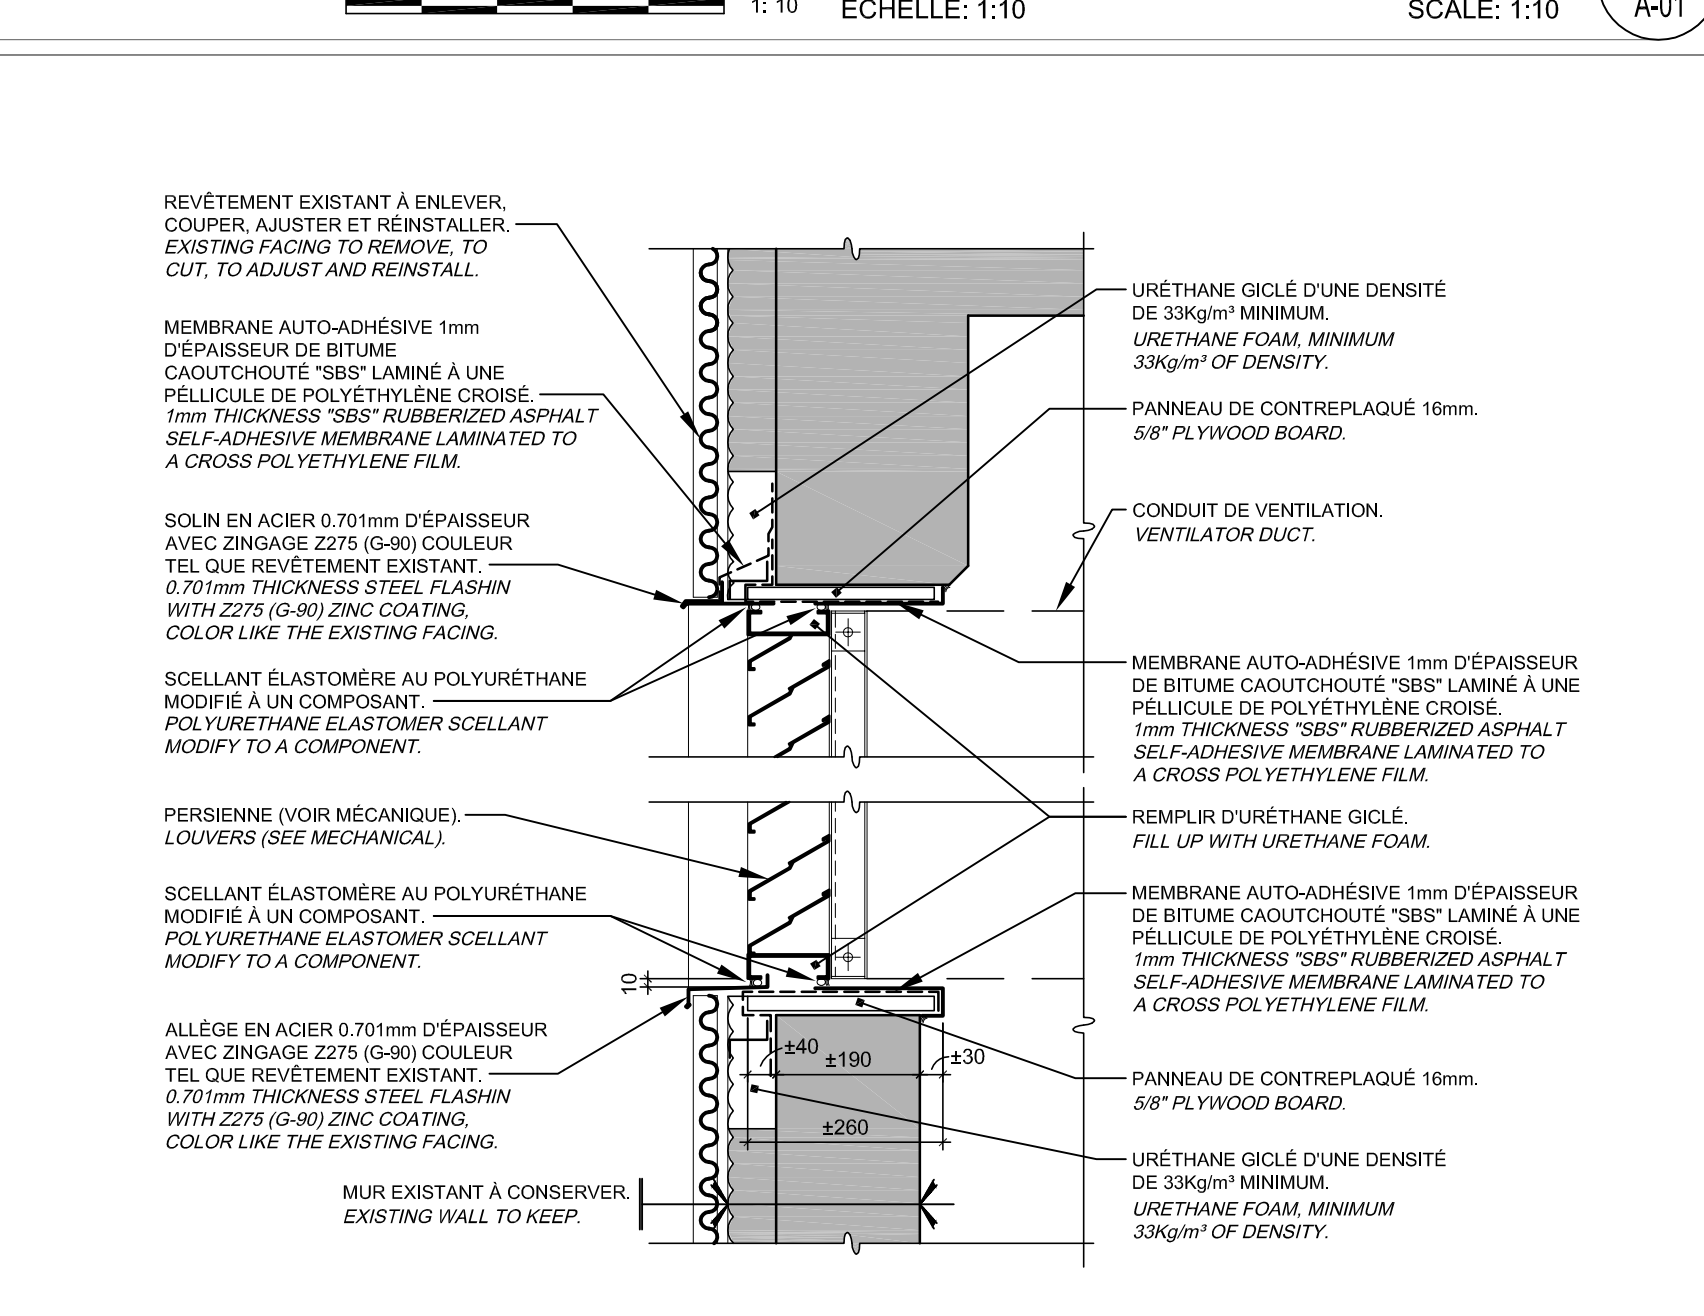 1: 10
ÉCHELLE: 1:10
SCALE: 1:10
A-01
REVÊTEMENT EXISTANT À ENLEVER,
COUPER, AJUSTER ET RÉINSTALLER.
EXISTING FACING TO REMOVE, TO
CUT, TO ADJUST AND REINSTALL.
MEMBRANE AUTO-ADHÉSIVE 1mm
D'ÉPAISSEUR DE BITUME
CAOUTCHOUTÉ "SBS" LAMINÉ À UNE
PÉLLICULE DE POLYÉTHYLÈNE CROISÉ.
1mm THICKNESS "SBS" RUBBERIZED ASPHALT
SELF-ADHESIVE MEMBRANE LAMINATED TO
A CROSS POLYETHYLENE FILM.
SOLIN EN ACIER 0.701mm D'ÉPAISSEUR
AVEC ZINGAGE Z275 (G-90) COULEUR
TEL QUE REVÊTEMENT EXISTANT.
0.701mm THICKNESS STEEL FLASHIN
WITH Z275 (G-90) ZINC COATING,
COLOR LIKE THE EXISTING FACING.
SCELLANT ÉLASTOMÈRE AU POLYURÉTHANE
MODIFIÉ À UN COMPOSANT.
POLYURETHANE ELASTOMER SCELLANT
MODIFY TO A COMPONENT.
PERSIENNE (VOIR MÉCANIQUE).
LOUVERS (SEE MECHANICAL).
SCELLANT ÉLASTOMÈRE AU POLYURÉTHANE
MODIFIÉ À UN COMPOSANT.
POLYURETHANE ELASTOMER SCELLANT
MODIFY TO A COMPONENT.
ALLÈGE EN ACIER 0.701mm D'ÉPAISSEUR
AVEC ZINGAGE Z275 (G-90) COULEUR
TEL QUE REVÊTEMENT EXISTANT.
0.701mm THICKNESS STEEL FLASHIN
WITH Z275 (G-90) ZINC COATING,
COLOR LIKE THE EXISTING FACING.
MUR EXISTANT À CONSERVER.
EXISTING WALL TO KEEP.
10
±40
±190
±30
±260
URÉTHANE GICLÉ D'UNE DENSITÉ
DE 33Kg/m³ MINIMUM.
URETHANE FOAM, MINIMUM
33Kg/m³ OF DENSITY.
PANNEAU DE CONTREPLAQUÉ 16mm.
5/8" PLYWOOD BOARD.
CONDUIT DE VENTILATION.
VENTILATOR DUCT.
MEMBRANE AUTO-ADHÉSIVE 1mm D'ÉPAISSEUR
DE BITUME CAOUTCHOUTÉ "SBS" LAMINÉ À UNE
PÉLLICULE DE POLYÉTHYLÈNE CROISÉ.
1mm THICKNESS "SBS" RUBBERIZED ASPHALT
SELF-ADHESIVE MEMBRANE LAMINATED TO
A CROSS POLYETHYLENE FILM.
REMPLIR D'URÉTHANE GICLÉ.
FILL UP WITH URETHANE FOAM.
MEMBRANE AUTO-ADHÉSIVE 1mm D'ÉPAISSEUR
DE BITUME CAOUTCHOUTÉ "SBS" LAMINÉ À UNE
PÉLLICULE DE POLYÉTHYLÈNE CROISÉ.
1mm THICKNESS "SBS" RUBBERIZED ASPHALT
SELF-ADHESIVE MEMBRANE LAMINATED TO
A CROSS POLYETHYLENE FILM.
PANNEAU DE CONTREPLAQUÉ 16mm.
5/8" PLYWOOD BOARD.
URÉTHANE GICLÉ D'UNE DENSITÉ
DE 33Kg/m³ MINIMUM.
URETHANE FOAM, MINIMUM
33Kg/m³ OF DENSITY.